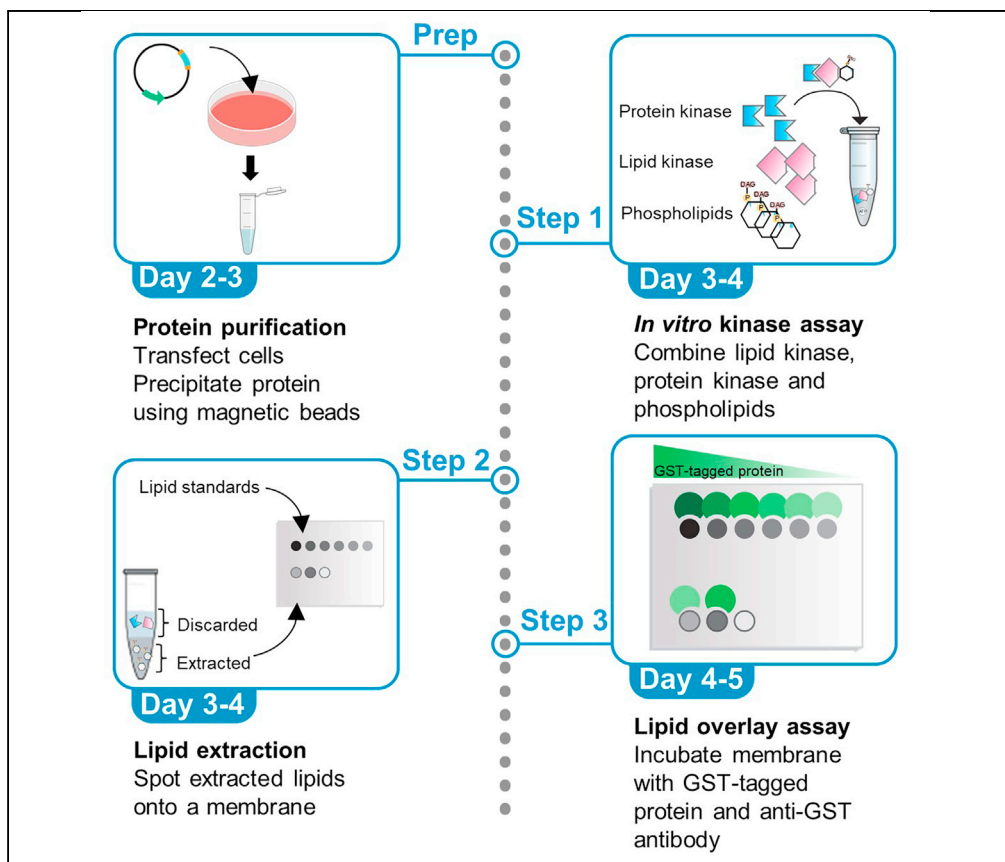 Prep
Day 2-3
Protein purification
Transfect cells
Precipitate protein
using magnetic beads
Step 1
Protein kinase
Lipid kinase
Phospholipids
DAG
P
DAG
P
DAG
P
Day 3-4
In vitro kinase assay
Combine lipid kinase,
protein kinase and
phospholipids
Step 2
Lipid standards
Discarded
Extracted
Day 3-4
Lipid extraction
Spot extracted lipids
onto a membrane
Step 3
GST-tagged protein
Day 4-5
Lipid overlay assay
Incubate membrane
with GST-tagged
protein and anti-GST
antibody